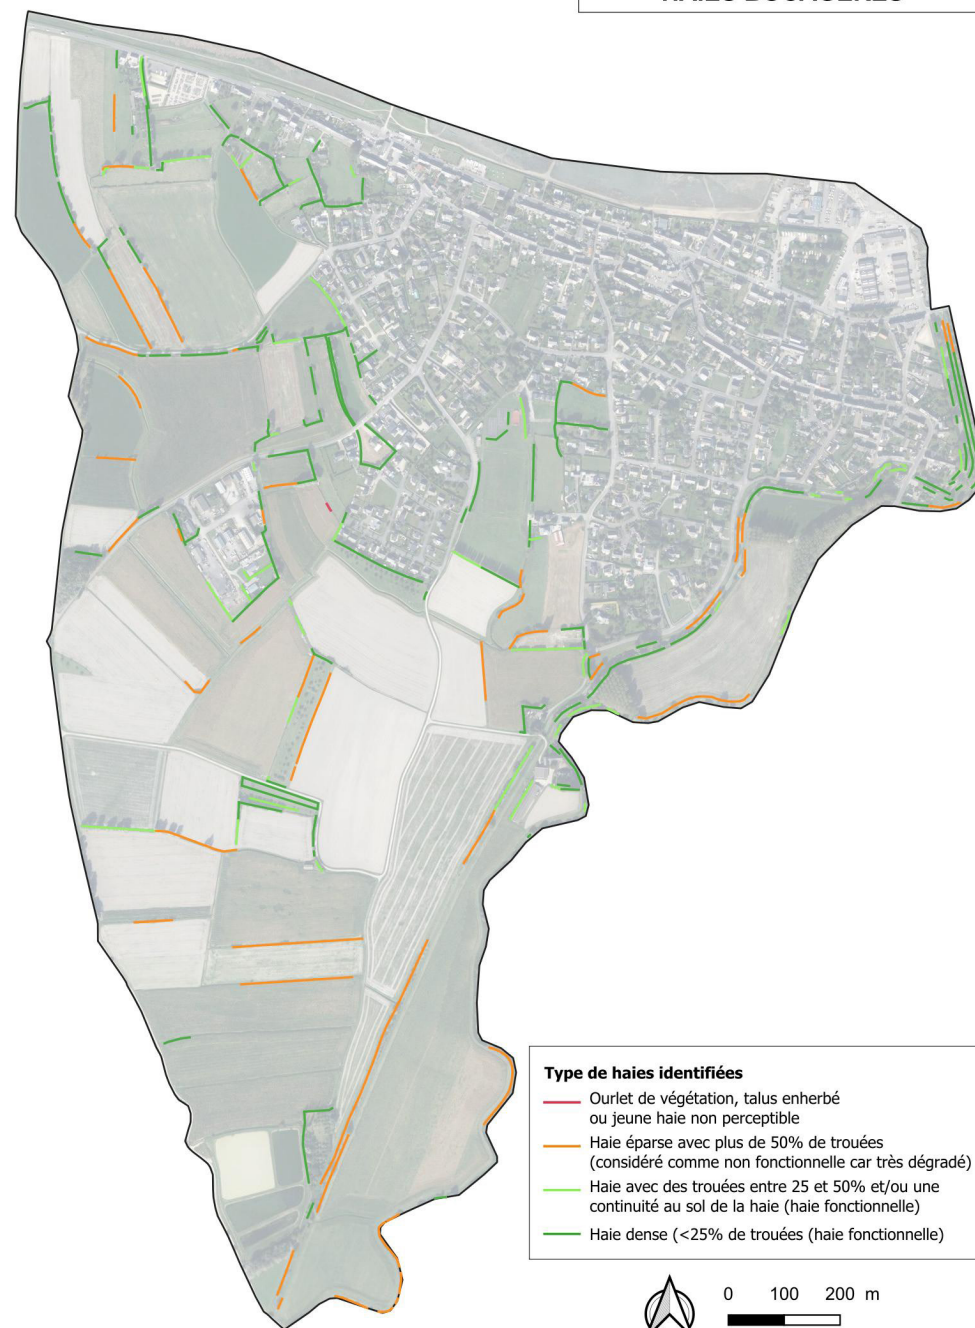 Type de haies identifiées
Ourlet de végétation, talus enherbé
ou jeune haie non perceptible
Haie éparse avec plus de 50% de trouées
(considéré comme non fonctionnelle car très dégradé)
Haie avec des trouées entre 25 et 50% et/ou une
continuité au sol de la haie (haie fonctionnelle)
Haie dense (<25% de trouées (haie fonctionnelle)
0 100 200 m